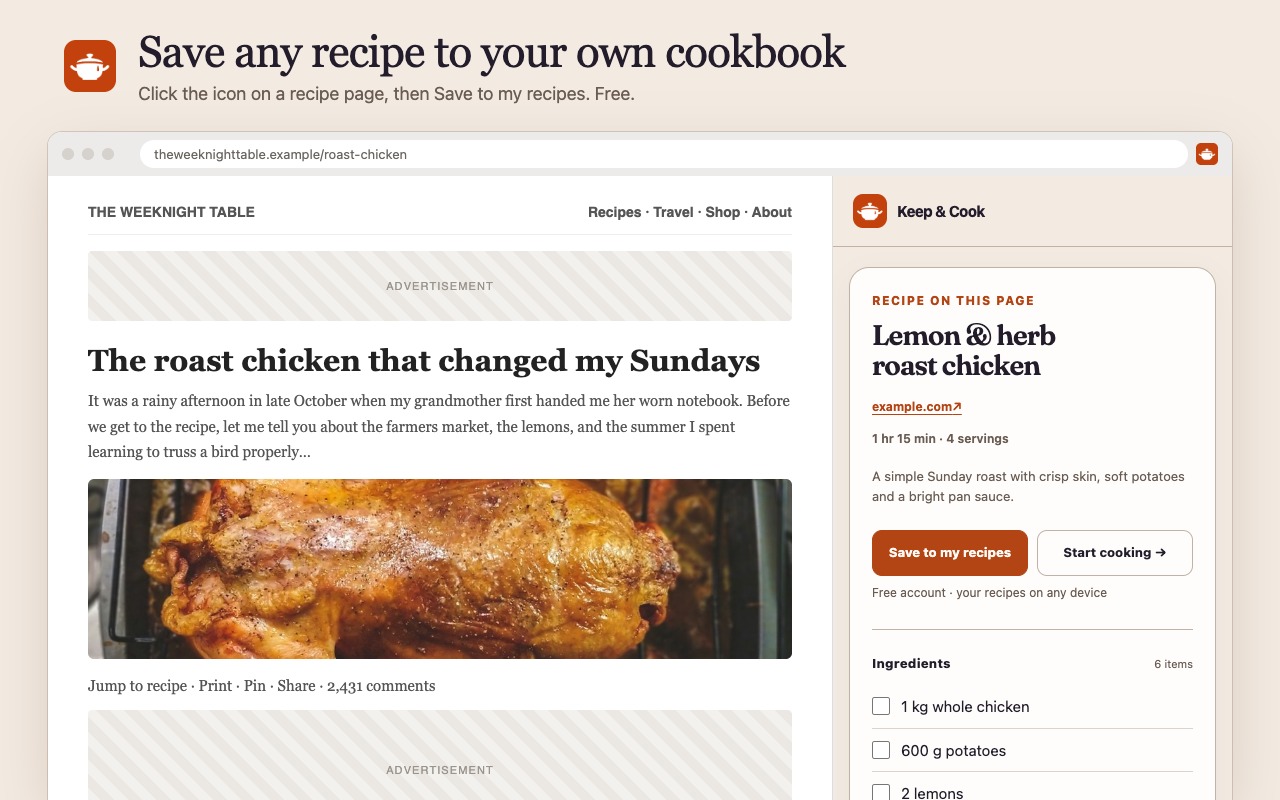 Save any recipe to your own cookbook
Click the icon on a recipe page, then Save to my recipes. Free.
theweeknighttable.example/roast-chicken
THE WEEKNIGHT TABLE
Recipes · Travel · Shop · About
ADVERTISEMENT
The roast chicken that changed my Sundays
It was a rainy afternoon in late October when my grandmother first handed me her worn notebook. Before
we get to the recipe, let me tell you about the farmers market, the lemons, and the summer I spent
learning to truss a bird properly...
Jump to recipe · Print · Pin · Share · 2,431 comments
ADVERTISEMENT
Keep & Cook
RECIPE ON THIS PAGE
Lemon & herb
roast chicken
example.com↗
1 hr 15 min · 4 servings
A simple Sunday roast with crisp skin, soft potatoes
and a bright pan sauce.
Save to my recipes
Start cooking →
Free account · your recipes on any device
Ingredients
6 items
1 kg whole chicken
600 g potatoes
2 lemons